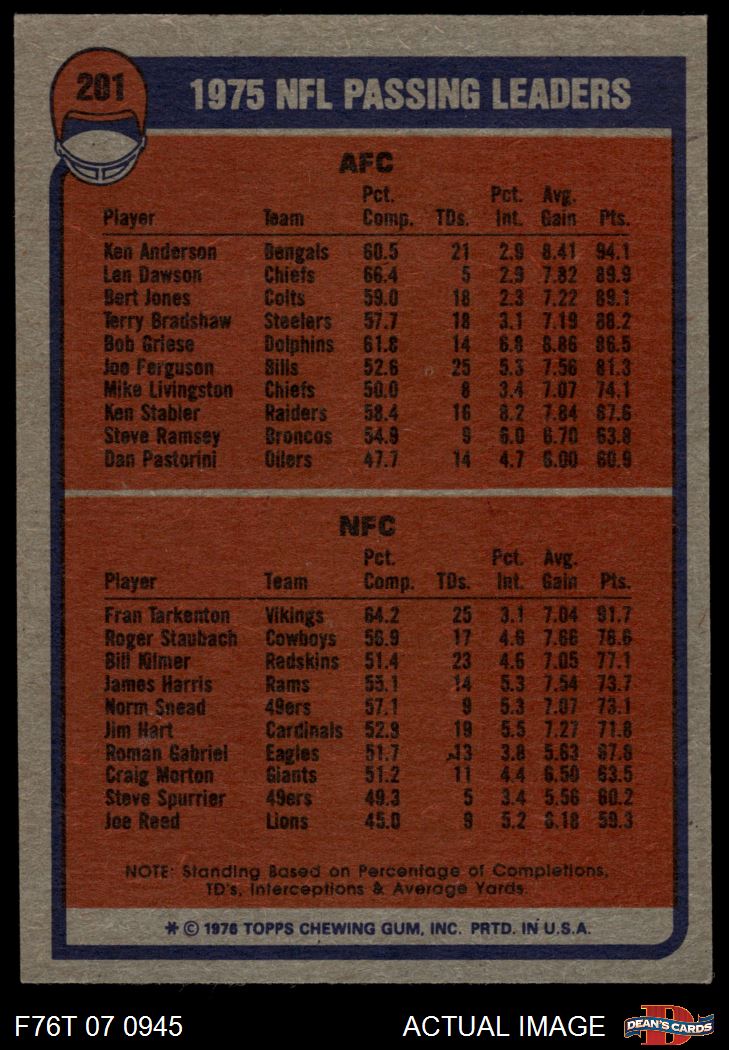 201
1975 NFL PASSING LEADERS
AFC
Pct. Pct. Avg.
Player Team Comp. TDs. Int. Gain Pts.
Ken Anderson Bengals 60.5 21 2.9 8.41 94.1
Len Dawson Chiefs 66.4 5 2.9 7.82 89.9
Bert Jones Colts 59.0 18 2.3 7.22 89.1
Terry Bradshaw Steelers 57.7 18 3.1 7.19 88.2
Bob Griese Dolphins 61.8 14 6.8 8.86 86.5
Joe Ferguson Bills 52.6 25 5.3 7.56 81.3
Mike Livingston Chiefs 50.0 8 3.4 7.07 74.1
Ken Stabler Raiders 58.4 16 8.2 7.84 67.6
Steve Ramsey Broncos 54.9 9 6.0 6.70 63.8
Dan Pastorini Oilers 47.7 14 4.7 6.00 60.9
NFC
Pct. Pct. Avg.
Player Team Comp. TDs. Int. Gain Pts.
Fran Tarkenton Vikings 64.2 25 3.1 7.04 91.7
Roger Staubach Cowboys 56.9 17 4.6 7.66 78.6
Bill Kilmer Redskins 51.4 23 4.6 7.05 77.1
James Harris Rams 55.1 14 5.3 7.54 73.7
Norm Snead 49ers 57.1 9 5.3 7.07 73.1
Jim Hart Cardinals 52.3 19 5.5 7.27 71.8
Roman Gabriel Eagles 51.7 13 3.8 5.63 67.8
Craig Morton Giants 51.2 11 4.4 6.50 63.5
Steve Spurrier 49ers 49.3 5 3.4 5.56 60.2
Joe Reed Lions 45.0 9 5.2 6.18 59.3
NOTE: Standing Based on Percentage of Completions,
TD's, Interceptions & Average Yards.
* © 1976 TOPPS CHEWING GUM, INC. PRTD. IN U.S.A.
F76T 07 0945 ACTUAL IMAGE DEAN'S CARDS